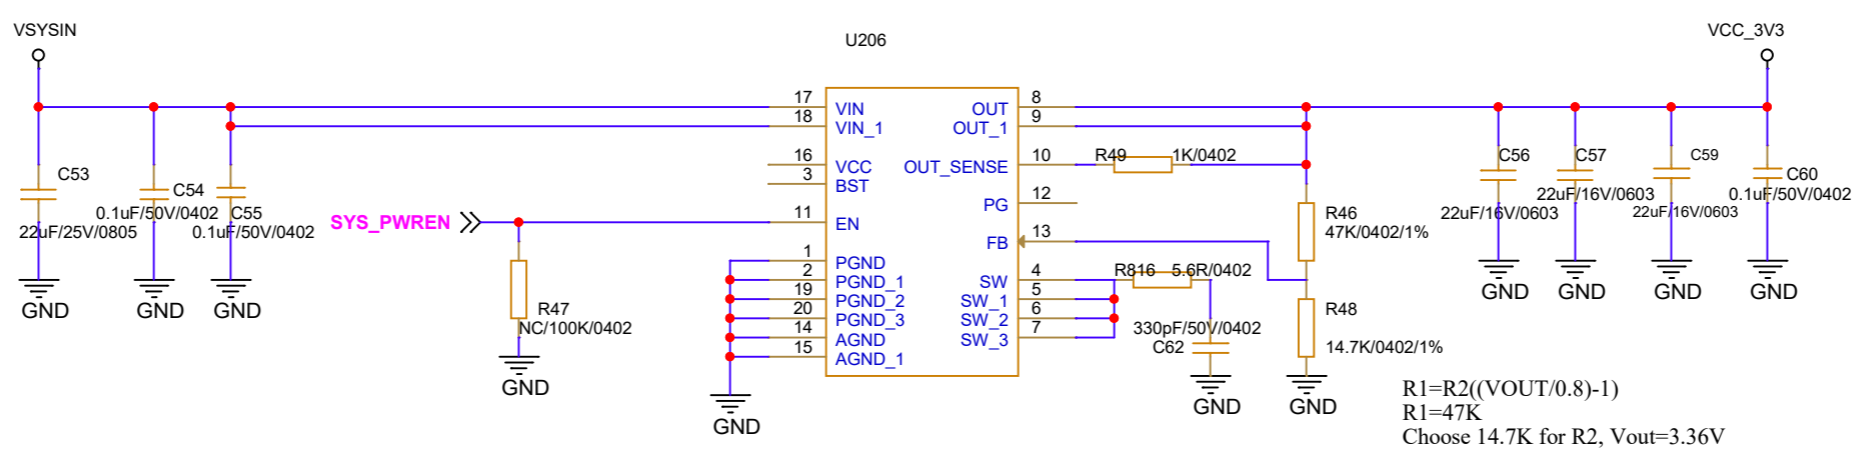 VSYSIN
VCC_3V3
U206
17
VIN
18
VIN_1
16
VCC
3
BST
11
EN
1
PGND
2
PGND_1
19
PGND_2
20
PGND_3
14
AGND
15
AGND_1
OUT
8
OUT_1
9
OUT_SENSE
10
PG
12
FB
13
SW
4
SW_1
5
SW_2
6
SW_3
7
C53
22uF/25V/0805
C54
0.1uF/50V/0402
C55
0.1uF/50V/0402
SYS_PWREN
R47
NC/100K/0402
R49 1K/0402
R46
47K/0402/1%
R816 5.6R/0402
330pF/50V/0402
C62
R48
14.7K/0402/1%
C56
22uF/16V/0603
C57
22uF/16V/0603
C59
22uF/16V/0603
C60
0.1uF/50V/0402
GND
GND
GND
GND
GND
GND
GND
GND
GND
GND
GND
R1=R2((VOUT/0.8)-1)
R1=47K
Choose 14.7K for R2, Vout=3.36V